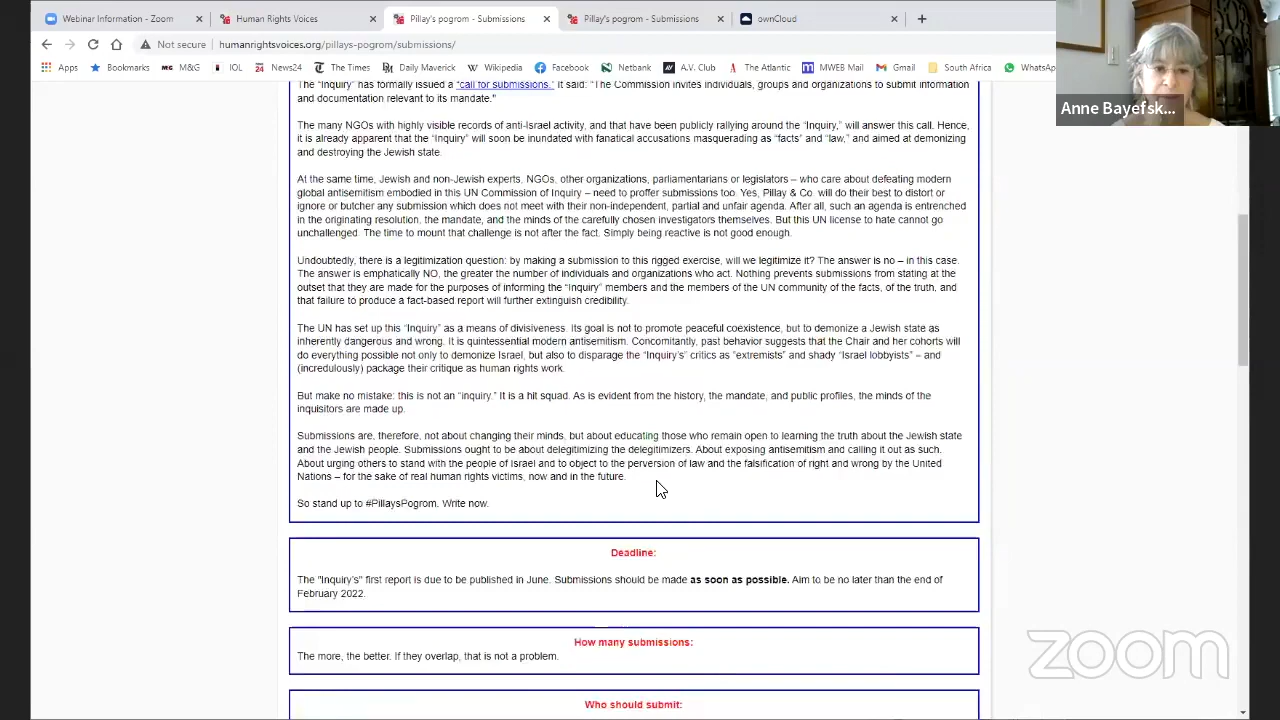 Webinar Information - Zoom
Human Rights Voices
Pillay's pogrom - Submissions
Pillay's pogrom - Submissions
ownCloud
Not secure
humanrightsvoices.org/pillays-pogrom/submissions/
Apps Bookmarks M&G IOL News24 The Times Daily Maverick Wikipedia Facebook Netbank A.V. Club The Atlantic MWEB Mail Gmail South Africa WhatsAp
Anne Bayefsk...
The "Inquiry" has formally issued a "call for submissions." It said: "The Commission invites individuals, groups and organizations to submit information
and documentation relevant to its mandate."
The many NGOs with highly visible records of anti-Israel activity, and that have been publicly rallying around the "Inquiry," will answer this call. Hence,
it is already apparent that the "Inquiry" will soon be inundated with fanatical accusations masquerading as "facts" and "law," and aimed at demonizing
and destroying the Jewish state.
At the same time, Jewish and non-Jewish experts, NGOs, other organizations, parliamentarians or legislators – who care about defeating modern
global antisemitism embodied in this UN Commission of Inquiry – need to proffer submissions too. Yes, Pillay & Co. will do their best to distort or
ignore or butcher any submission which does not meet with their non-independent, partial and unfair agenda. After all, such an agenda is entrenched
in the originating resolution, the mandate, and the minds of the carefully chosen investigators themselves. But this UN license to hate cannot go
unchallenged. The time to mount that challenge is not after the fact. Simply being reactive is not good enough.
Undoubtedly, there is a legitimization question: by making a submission to this rigged exercise, will we legitimize it? The answer is no – in this case.
The answer is emphatically NO, the greater the number of individuals and organizations who act. Nothing prevents submissions from stating at the
outset that they are made for the purposes of informing the "Inquiry" members and the members of the UN community of the facts, of the truth, and
that failure to produce a fact-based report will further extinguish credibility.
The UN has set up this "Inquiry" as a means of divisiveness. Its goal is not to promote peaceful coexistence, but to demonize a Jewish state as
inherently dangerous and wrong. It is quintessential modern antisemitism. Concomitantly, past behavior suggests that the Chair and her cohorts will
do everything possible not only to demonize Israel, but also to disparage the "Inquiry's" critics as "extremists" and shady "Israel lobbyists" – and
(incredulously) package their critique as human rights work.
But make no mistake: this is not an "inquiry." It is a hit squad. As is evident from the history, the mandate, and public profiles, the minds of the
inquisitors are made up.
Submissions are, therefore, not about changing their minds, but about educating those who remain open to learning the truth about the Jewish state
and the Jewish people. Submissions ought to be about delegitimizing the delegitimizers. About exposing antisemitism and calling it out as such.
About urging others to stand with the people of Israel and to object to the perversion of law and the falsification of right and wrong by the United
Nations – for the sake of real human rights victims, now and in the future.
So stand up to #PillaysPogrom. Write now.
Deadline:
The "Inquiry's" first report is due to be published in June. Submissions should be made as soon as possible. Aim to be no later than the end of
February 2022.
How many submissions:
The more, the better. If they overlap, that is not a problem.
Who should submit:
zoom